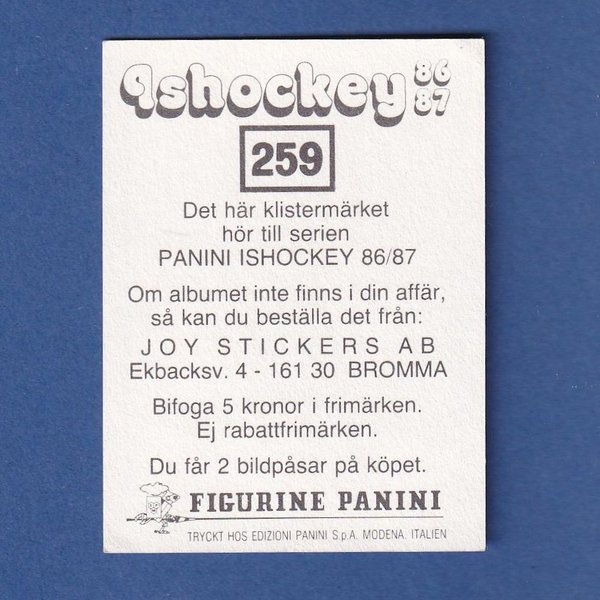 Ishockey 86
87
259
Det här klistermärket
hör till serien
PANINI ISHOCKEY 86/87
Om albumet inte finns i din affär,
så kan du beställa det från:
JOY STICKERS AB
Ekbacksv. 4 - 161 30 BROMMA
Bifoga 5 kronor i frimärken.
Ej rabattfrimärken.
Du får 2 bildpåsar på köpet.
FIGURINE PANINI
TRYCKT HOS EDIZIONI PANINI S.p.A. MODENA. ITALIEN